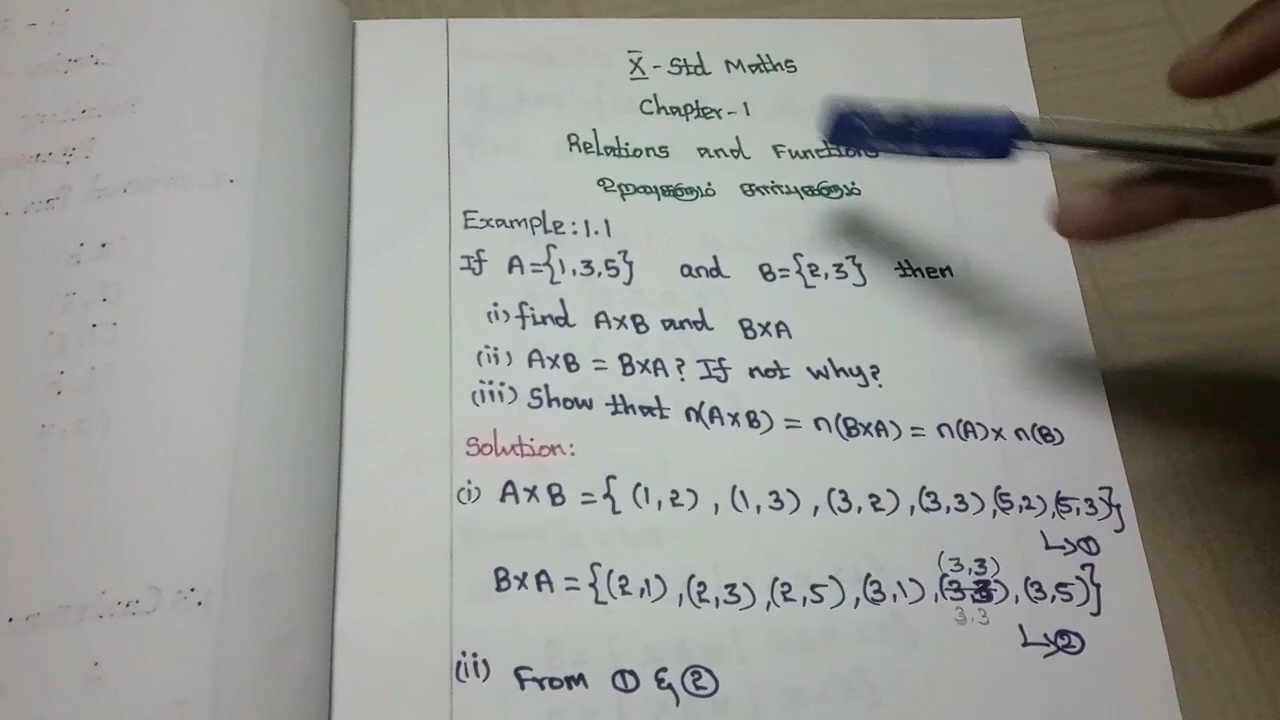 X - Std Maths
Chapter - 1
Relations and Functions
உறவுகளும் சார்புகளும்
Example: 1.1
If A={1,3,5} and B={2,3} then
(i) find A×B and B×A
(ii) A×B = B×A? If not why?
(iii) Show that n(A×B) = n(B×A) = n(A)× n(B)
Solution:
(i) A×B = { (1,2) , (1,3) , (3,2) , (3,3) , (5,2) , (5,3)}
↳①
(3,3)
B×A = {(2,1) , (2,3) , (2,5) , (3,1) , (3,3) , (3,5)}
3,3
↳②
(ii) From ① & ②